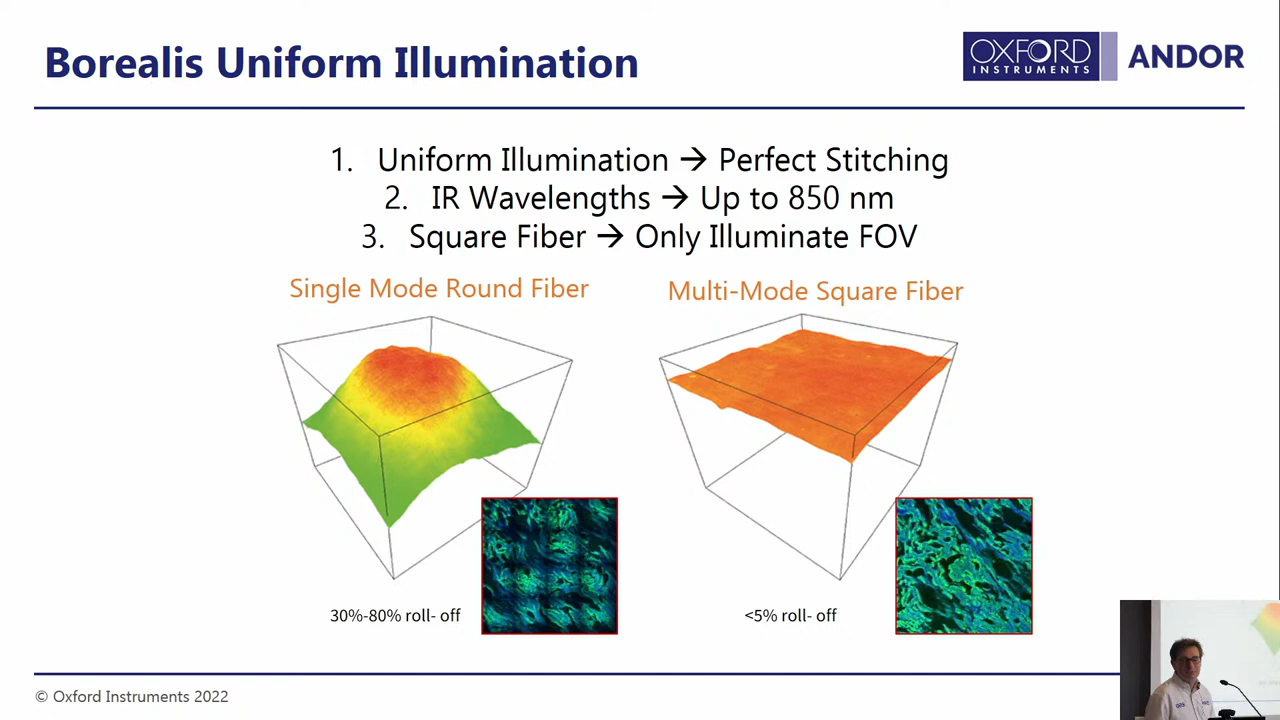 Borealis Uniform Illumination
OXFORD
INSTRUMENTS
ANDOR
1. Uniform Illumination → Perfect Stitching
2. IR Wavelengths → Up to 850 nm
3. Square Fiber → Only Illuminate FOV
Single Mode Round Fiber
Multi-Mode Square Fiber
30%-80% roll- off
<5% roll- off
© Oxford Instruments 2022